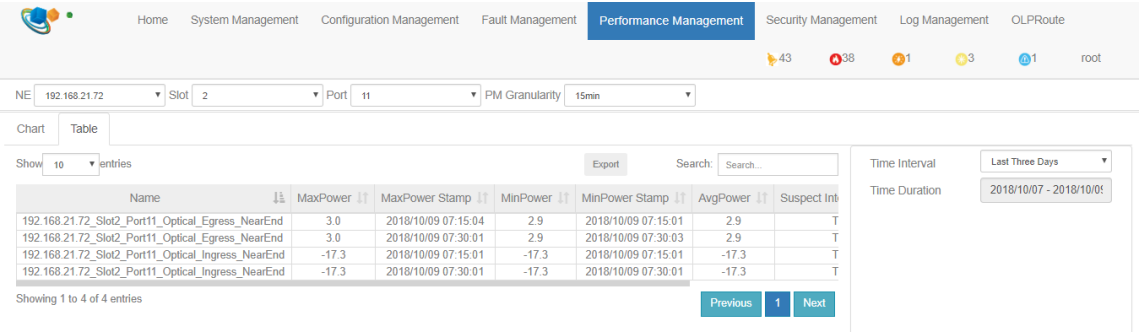 Home System Management Configuration Management Fault Management Performance Management Security Management Log Management OLPRoute
43 38 1 3 1 root
NE 192.168.21.72 Slot 2 Port 11 PM Granularity 15min
Chart Table
Show 10 entries Export Search: Search...
Time Interval Last Three Days
Time Duration 2018/10/07 - 2018/10/09
Name MaxPower MaxPower Stamp MinPower MinPower Stamp AvgPower Suspect Inte
192.168.21.72_Slot2_Port11_Optical_Egress_NearEnd 3.0 2018/10/09 07:15:04 2.9 2018/10/09 07:15:01 2.9 T
192.168.21.72_Slot2_Port11_Optical_Egress_NearEnd 3.0 2018/10/09 07:30:01 2.9 2018/10/09 07:30:03 2.9 T
192.168.21.72_Slot2_Port11_Optical_Ingress_NearEnd -17.3 2018/10/09 07:15:01 -17.3 2018/10/09 07:15:01 -17.3 T
192.168.21.72_Slot2_Port11_Optical_Ingress_NearEnd -17.3 2018/10/09 07:30:01 -17.3 2018/10/09 07:30:01 -17.3 T
Showing 1 to 4 of 4 entries
Previous 1 Next